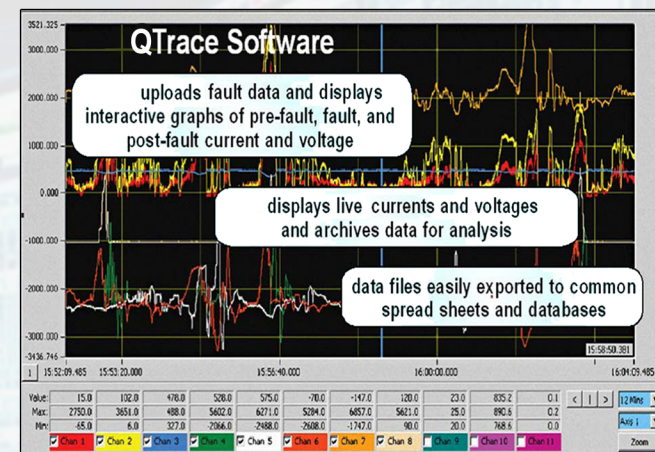 QTrace Software
uploads fault data and displays
interactive graphs of pre-fault, fault, and
post-fault current and voltage
displays live currents and voltages
and archives data for analysis
data files easily exported to common
spread sheets and databases
3521.325
3000.000
2000.000
1000.000
0.000
-1000.000
-2000.000
-3000.000
-3436.746
15:58:50.381
1 15:52:09.485 15:53:20.000 15:56:40.000 16:00:00.000 16:04:09.485
Value: 15.0 102.0 478.0 528.0 575.0 -70.0 -147.0 120.0 23.0 835.2 0.1 < | > 12 Mins
Max: 2750.0 3651.0 488.0 5602.0 6271.0 5284.0 6857.0 5621.0 25.0 890.6 0.2
Min: -65.0 6.0 327.0 -2066.0 -2488.0 -2608.0 -1747.0 90.0 20.0 768.6 0.0 Axis 1
Chan 1 Chan 2 Chan 3 Chan 4 Chan 5 Chan 6 Chan 7 Chan 8 Chan 9 Chan 10 Chan 11 Zoom